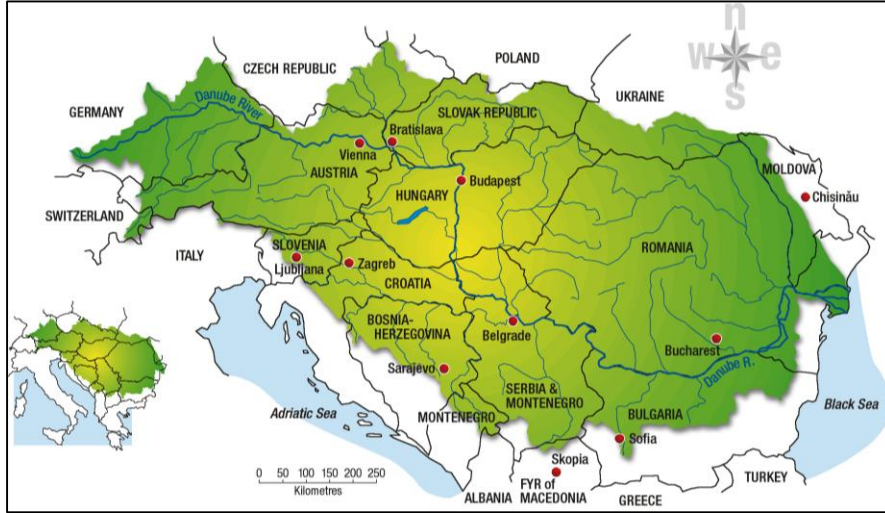 n
w e
s
POLAND
CZECH REPUBLIC
UKRAINE
GERMANY
Danube River
SLOVAK REPUBLIC
Bratislava
Vienna
MOLDOVA
AUSTRIA
Budapest
HUNGARY
Chisinău
SWITZERLAND
ITALY
SLOVENIA
ROMANIA
Ljubljana
Zagreb
CROATIA
BOSNIA-
HERZEGOVINA
Belgrade
Bucharest
Sarajevo
Danube R.
SERBIA &
MONTENEGRO
Adriatic Sea
MONTENEGRO
BULGARIA
Black Sea
Sofia
Skopia
0 50 100 150 200 250
Kilometres
TURKEY
FYR of
MACEDONIA
ALBANIA
GREECE